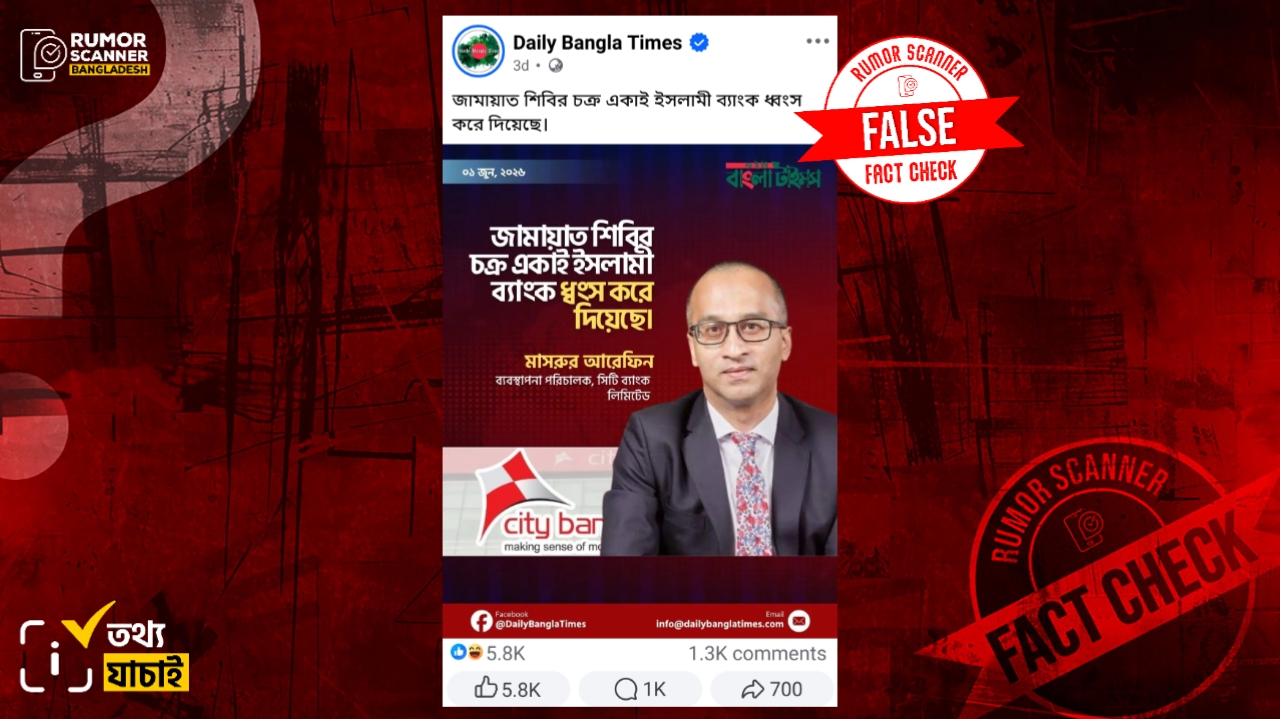 RUMOR
SCANNER
BANGLADESH
Daily Bangla Times
3d
জামায়াত শিবির চক্র একাই ইসলামী ব্যাংক ধ্বংস
করে দিয়েছে।
RUMOR SCANNER
FALSE
FACT CHECK
০১ জুন, ২০২৬
বাংলা টাইমস
জামায়াত শিবির
চক্র একাই ইসলামী
ব্যাংক ধ্বংস করে
দিয়েছে।
মাসরুর আরেফিন
ব্যবস্থাপনা পরিচালক, সিটি ব্যাংক
লিমিটেড
city ban
making sense of mo
Facebook
@DailyBanglaTimes
Email
info@dailybanglatimes.com
5.8K
1.3K comments
5.8K
1K
700
RUMOR SCANNER
FACT CHECK
তথ্য
যাচাই